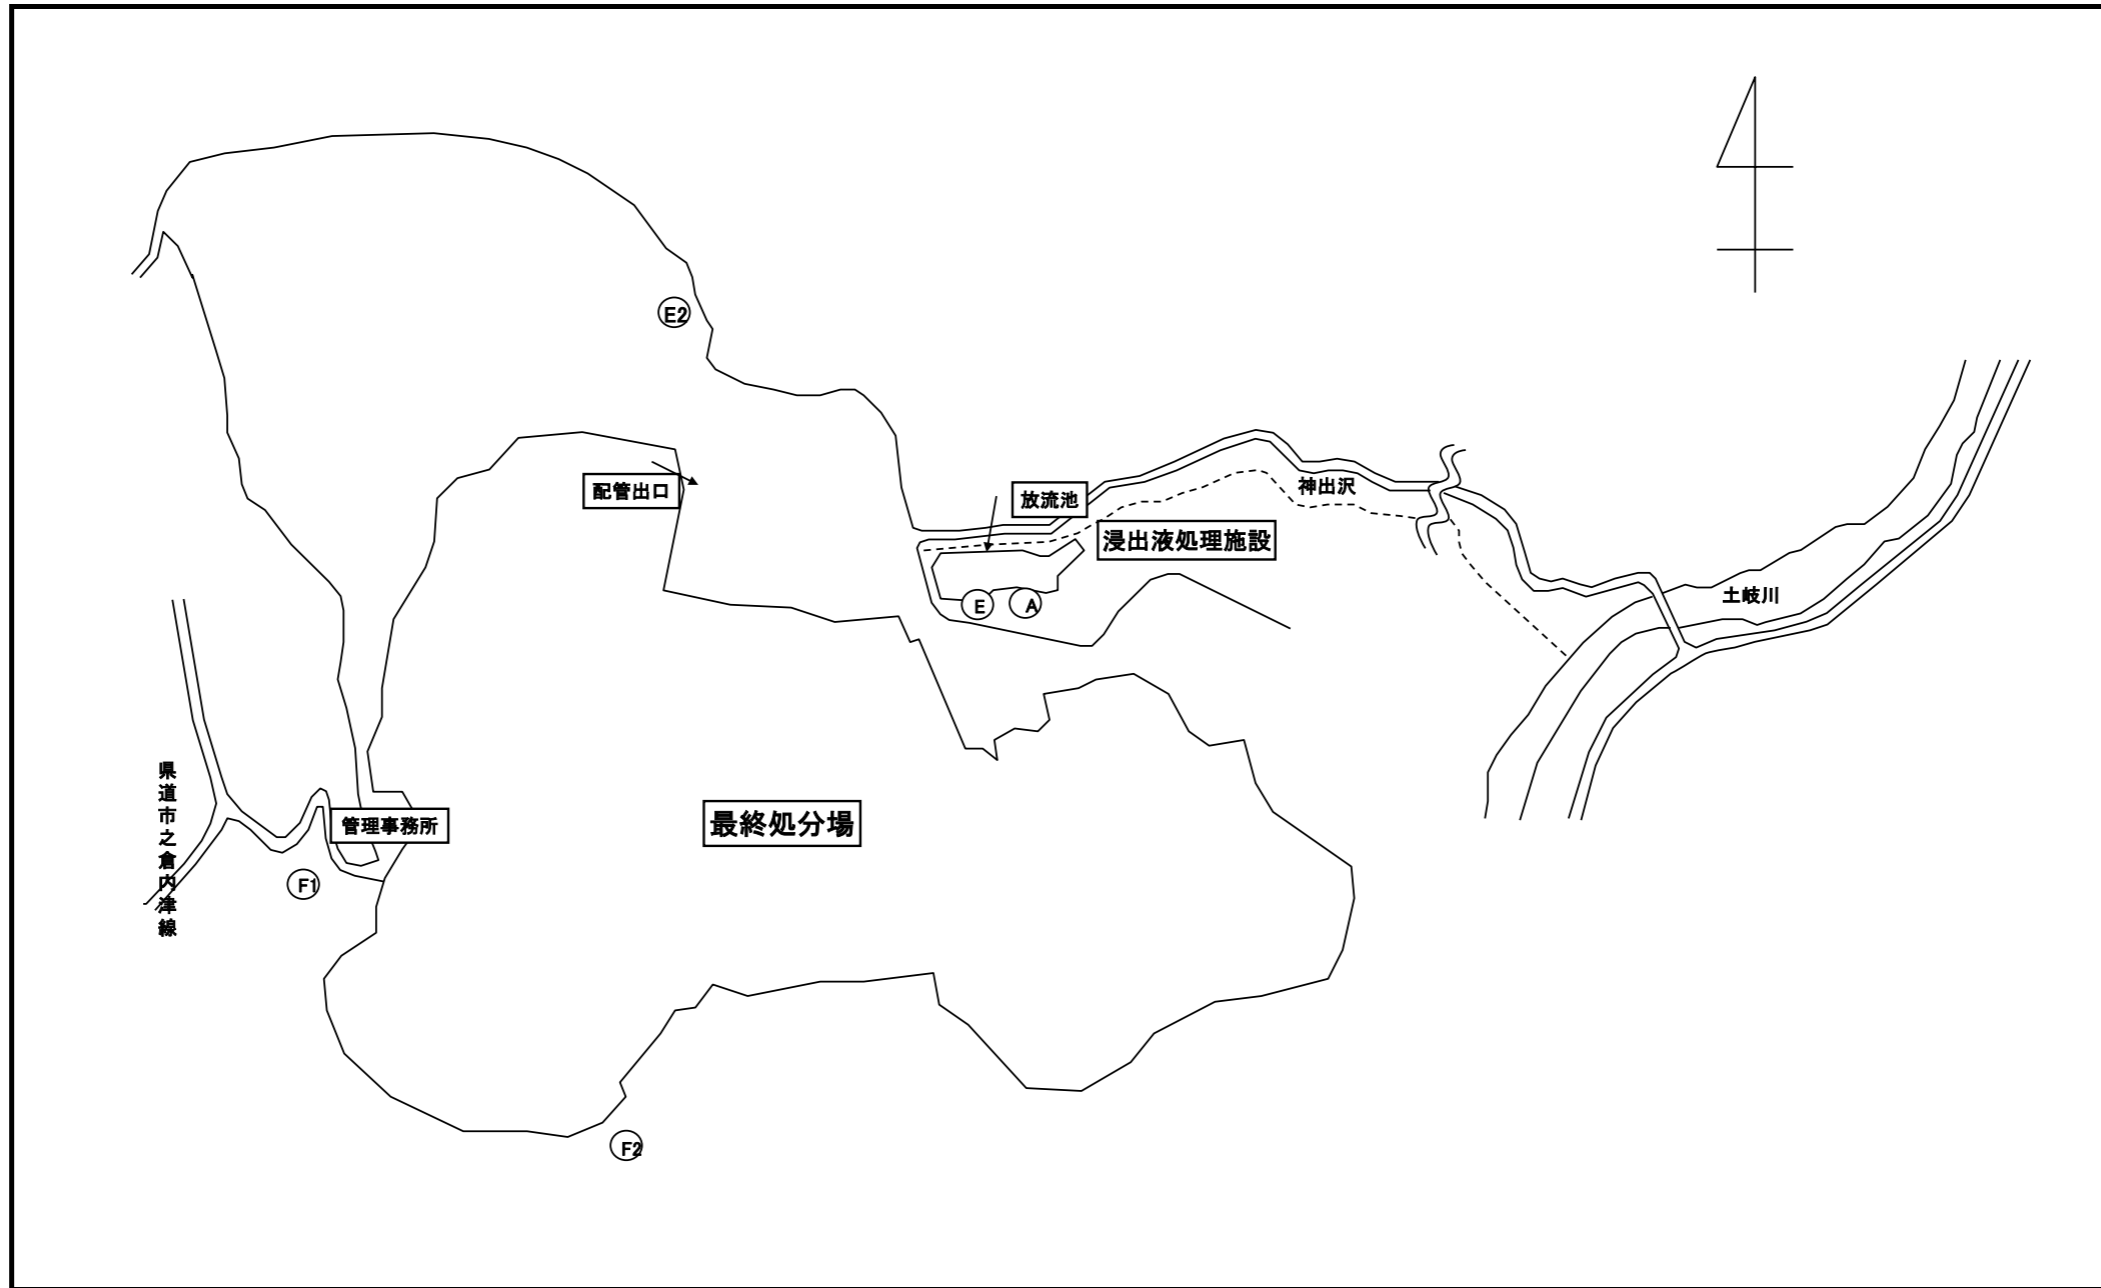 E2
配管出口
放流池
神出沢
浸出液処理施設
E
A
土岐川
県道市之倉内津線
管理事務所
最終処分場
F1
F2